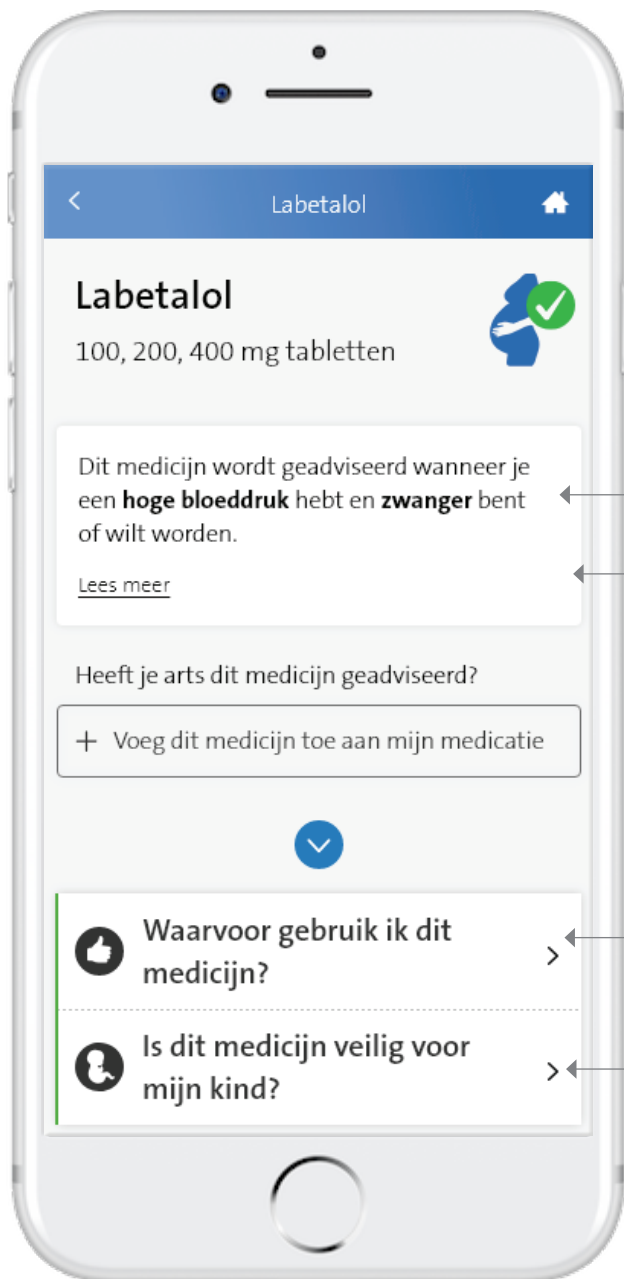 Labetalol
Labetalol
100, 200, 400 mg tabletten
Dit medicijn wordt geadviseerd wanneer je
een hoge bloeddruk hebt en zwanger bent
of wilt worden.
Lees meer
Heeft je arts dit medicijn geadviseerd?
+ Voeg dit medicijn toe aan mijn medicatie
Waarvoor gebruik ik dit
medicijn?
Is dit medicijn veilig voor
mijn kind?